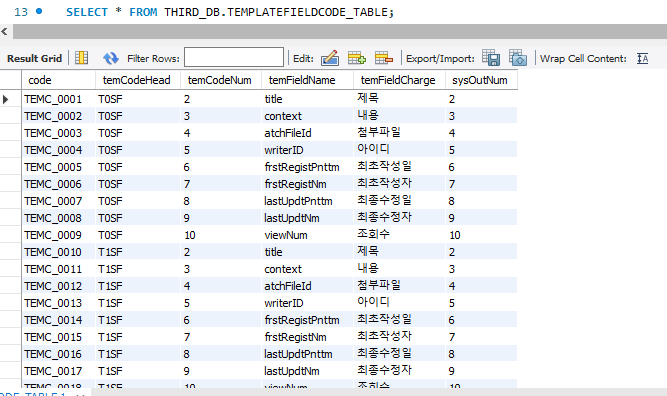 13 SELECT * FROM THIRD_DB.TEMPLATEFIELDCODE_TABLE;
Result Grid Filter Rows: Edit: Export/Import: Wrap Cell Content:
code temCodeHead temCodeNum temFieldName temFieldCharge sysOutNum
TEMC_0001 T0SF 2 title 제목 2
TEMC_0002 T0SF 3 context 내용 3
TEMC_0003 T0SF 4 atchFileId 첨부파일 4
TEMC_0004 T0SF 5 writerID 아이디 5
TEMC_0005 T0SF 6 frstRegistPnttm 최초작성일 6
TEMC_0006 T0SF 7 frstRegistNm 최초작성자 7
TEMC_0007 T0SF 8 lastUpdtPnttm 최종수정일 8
TEMC_0008 T0SF 9 lastUpdtNm 최종수정자 9
TEMC_0009 T0SF 10 viewNum 조회수 10
TEMC_0010 T1SF 2 title 제목 2
TEMC_0011 T1SF 3 context 내용 3
TEMC_0012 T1SF 4 atchFileId 첨부파일 4
TEMC_0013 T1SF 5 writerID 아이디 5
TEMC_0014 T1SF 6 frstRegistPnttm 최초작성일 6
TEMC_0015 T1SF 7 frstRegistNm 최초작성자 7
TEMC_0016 T1SF 8 lastUpdtPnttm 최종수정일 8
TEMC_0017 T1SF 9 lastUpdtNm 최종수정자 9
TEMC_0018 T1SF 10 viewNum 조회수 10